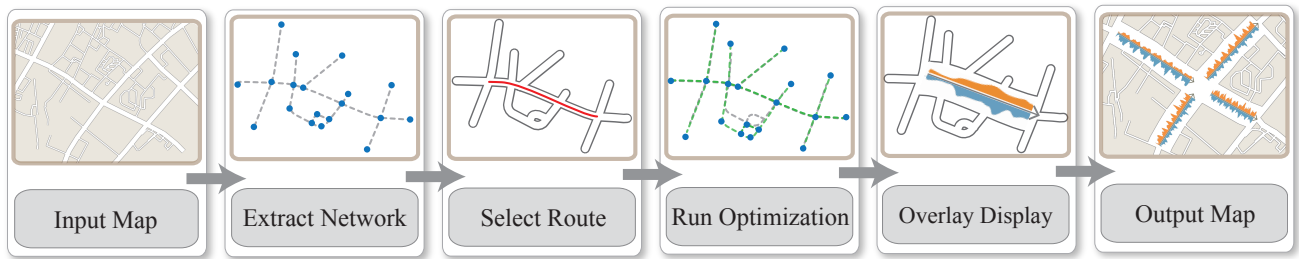 Input Map
Extract Network
Select Route
Run Optimization
Overlay Display
Output Map